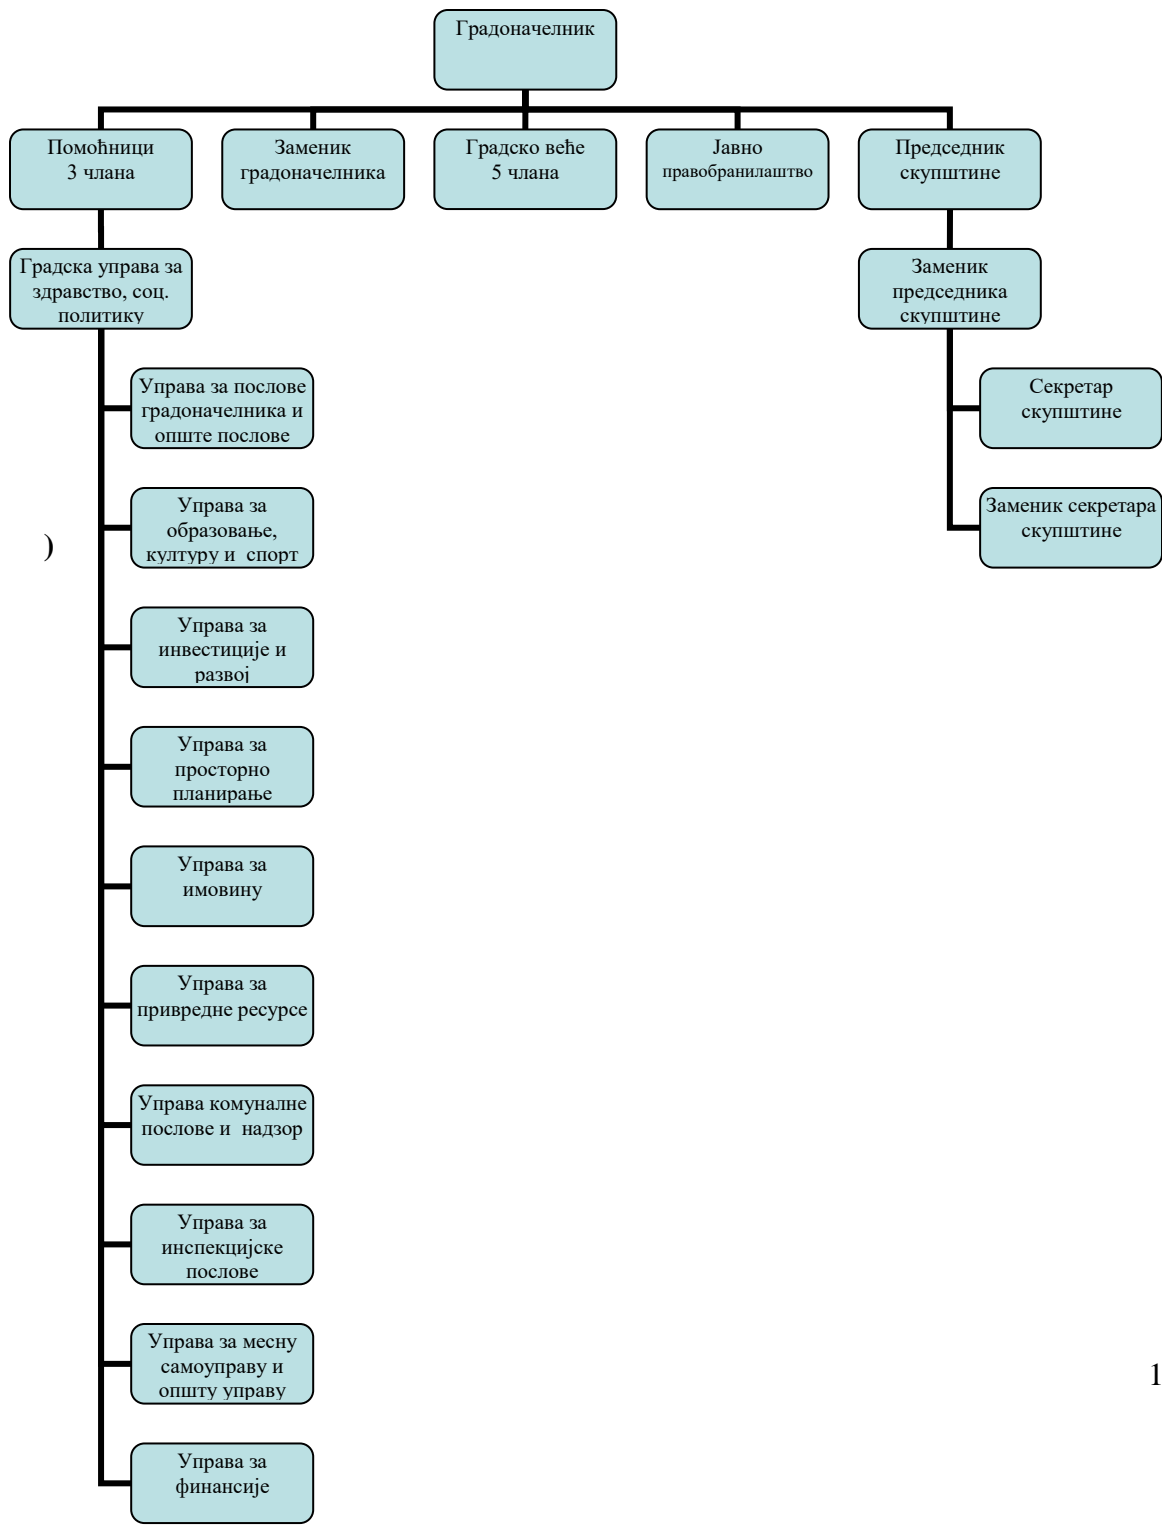 Градоначелник
Помоћници
3 члана
Заменик
градоначелника
Градско веће
5 члана
Јавно
правобранилаштво
Председник
скупштине
Градска управа за
здравство, соц.
политику
Заменик
председника
скупштине
Управа за послове
градоначелника и
опште послове
Секретар
скупштине
Управа за
образовање,
културу и  спорт
Заменик секретара
скупштине
)
Управа за
инвестиције и
развој
Управа за
просторно
планирање
Управа за
имовину
Управа за
привредне ресурсе
Управа комуналне
послове и  надзор
Управа за
инспекцијске
послове
Управа за месну
самоуправу и
општу управу
1
Управа за
финансије